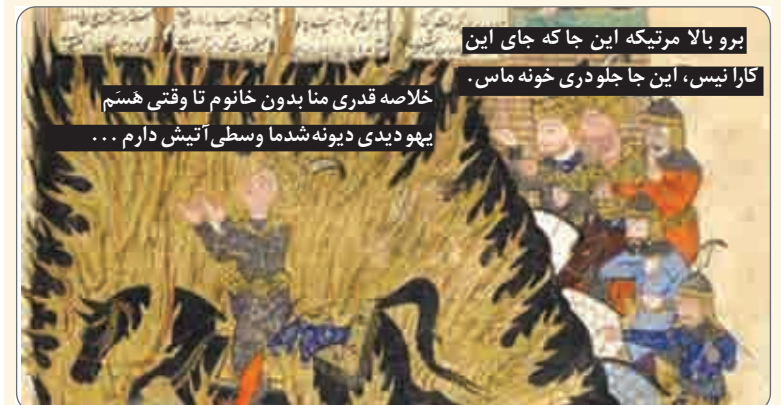 برو بالا مرتیکه این جا که جای این
کارا نیس، این جا جلو دری خونه ماس.
خلاصه قدری منا بدون خانوم تا وقتی هَسَم
یهو دیدی دیونه شدما وسطی آتیش دارم ...